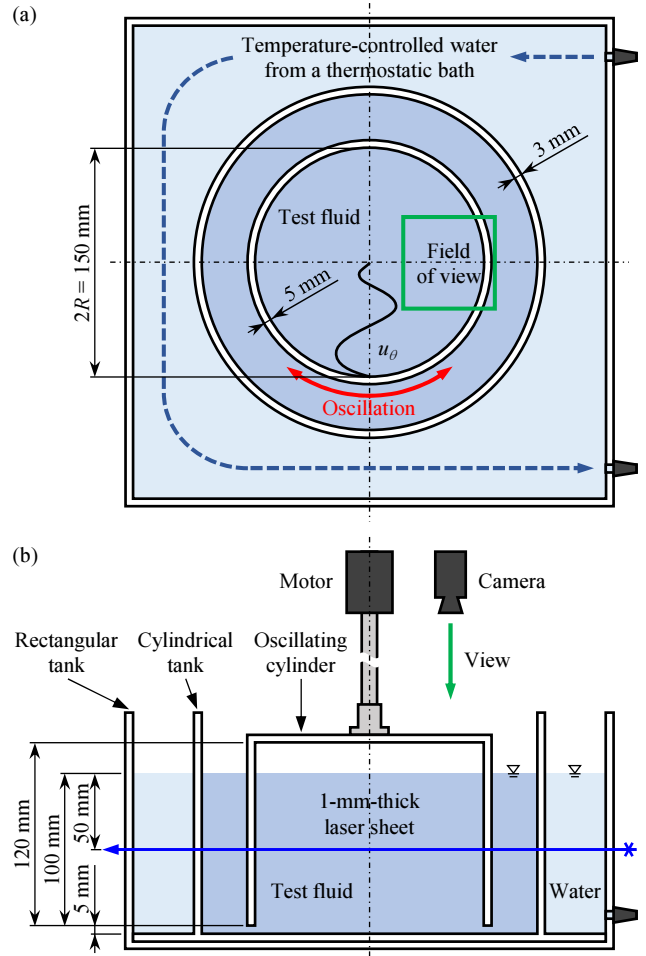 (a)
Temperature-controlled water
from a thermostatic bath
3 mm
2R = 150 mm
Test fluid
Field
of view
5 mm
uθ
Oscillation
(b)
Motor
Camera
Rectangular
tank
Cylindrical
tank
Oscillating
cylinder
View
120 mm
100 mm
50 mm
5 mm
1-mm-thick
laser sheet
Test fluid
Water